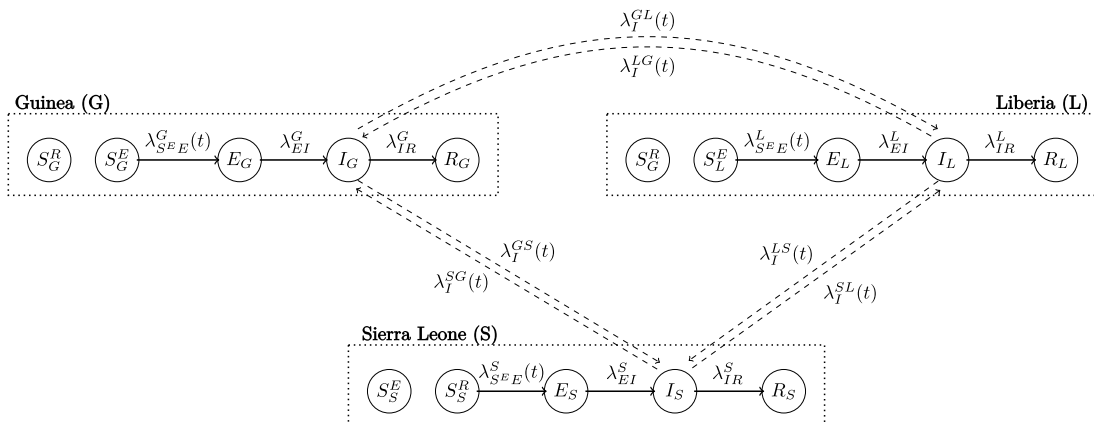 λ_I^{GL}(t)
λ_I^{LG}(t)
Guinea (G)
Liberia (L)
S_G^R S_G^E λ_{S^E E}^G(t) E_G λ_{EI}^G I_G λ_{IR}^G R_G
S_G^R S_L^E λ_{S^E E}^L(t) E_L λ_{EI}^L I_L λ_{IR}^L R_L
λ_I^{GS}(t)
λ_I^{SG}(t)
λ_I^{LS}(t)
λ_I^{SL}(t)
Sierra Leone (S)
S_S^E S_S^R λ_{S^E E}^S(t) E_S λ_{EI}^S I_S λ_{IR}^S R_S